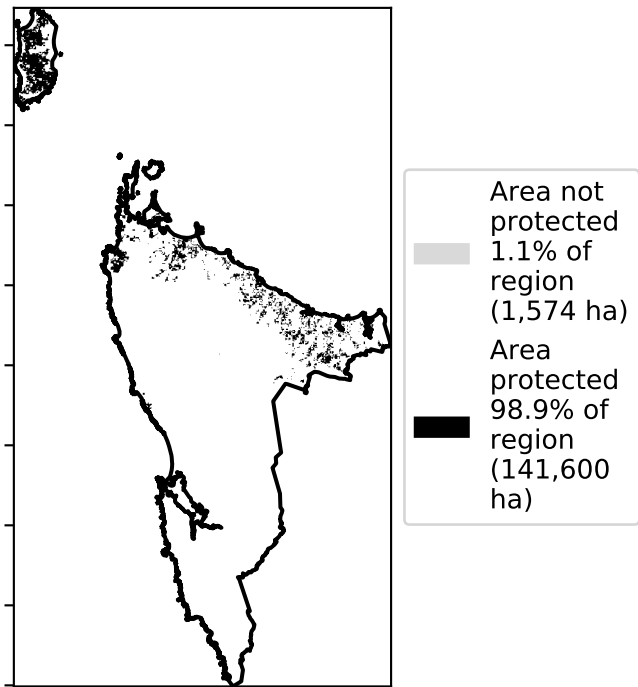 Area not
protected
1.1% of
region
(1,574 ha)
Area
protected
98.9% of
region
(141,600
ha)